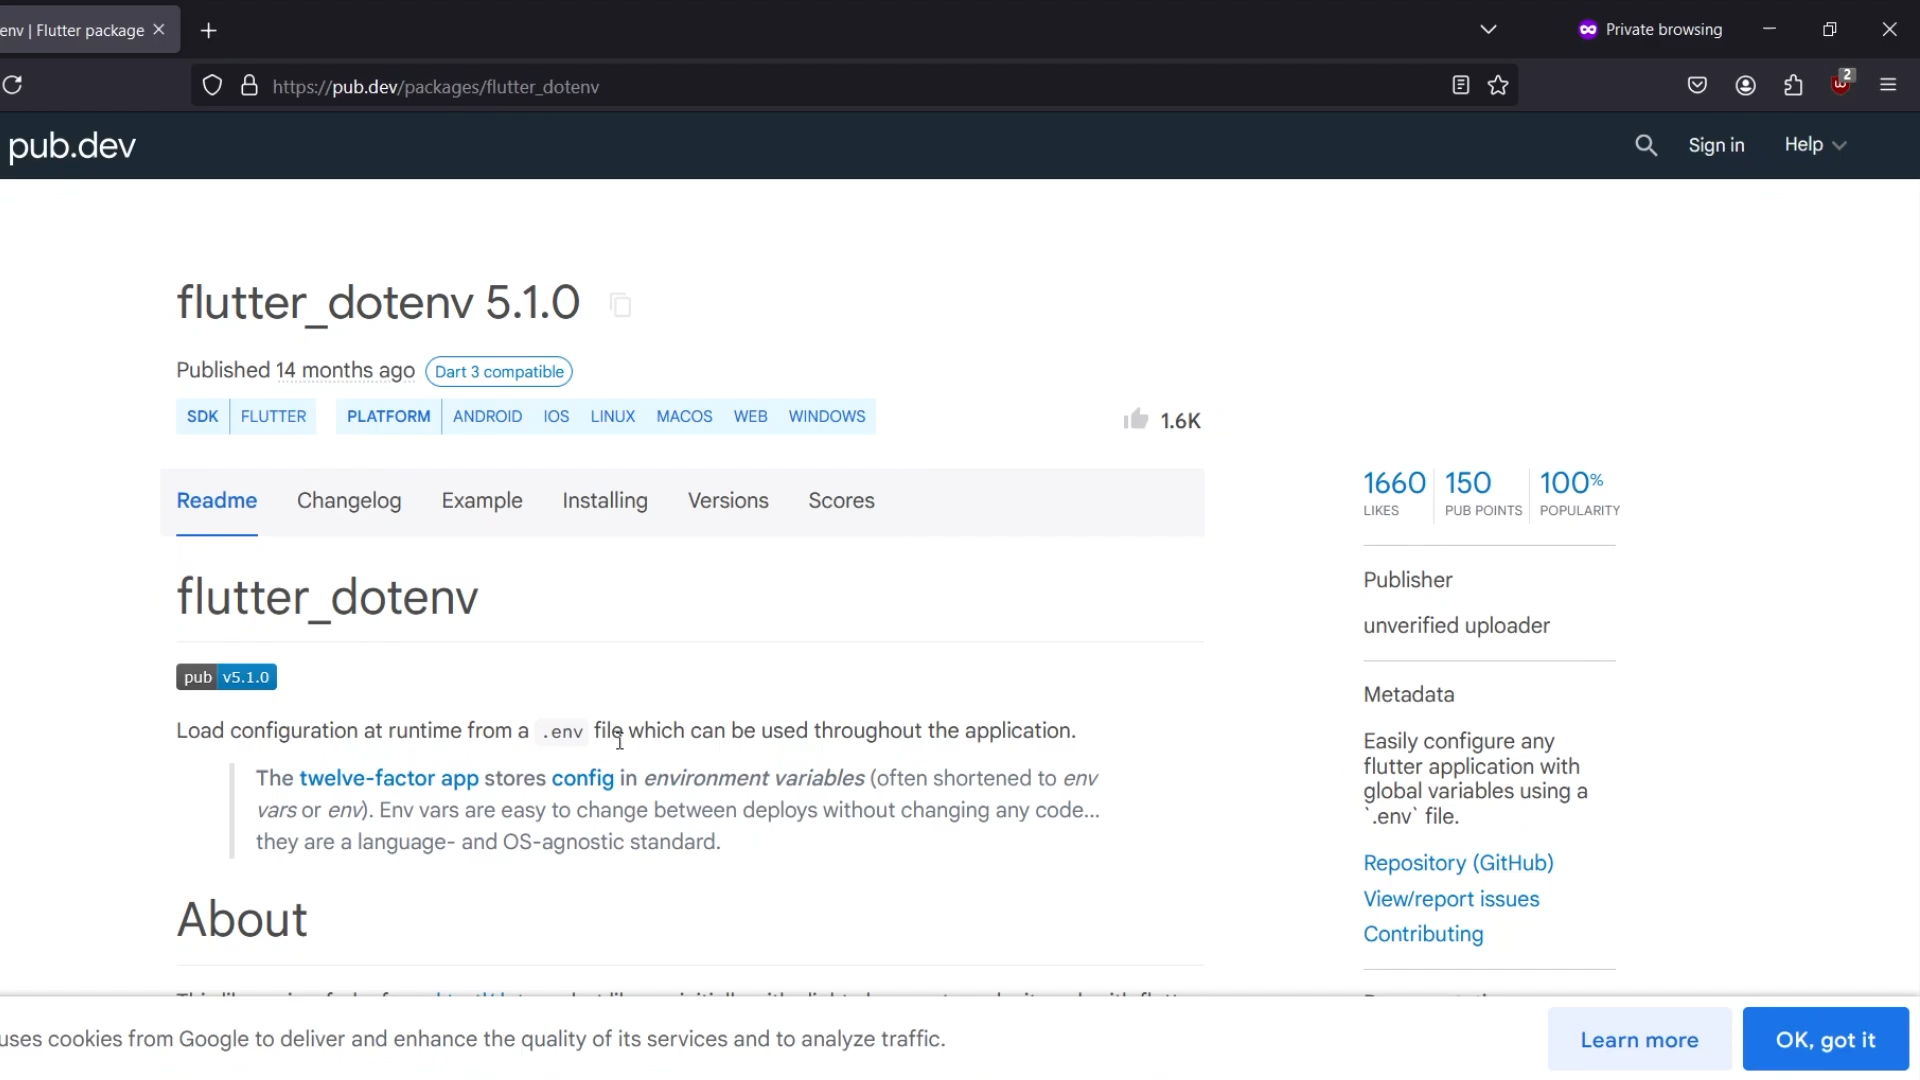 env | Flutter package
Private browsing
https://pub.dev/packages/flutter_dotenv
2
pub.dev
Sign in
Help
flutter_dotenv 5.1.0
Published 14 months ago
Dart 3 compatible
SDK FLUTTER PLATFORM ANDROID IOS LINUX MACOS WEB WINDOWS
1.6K
Readme Changelog Example Installing Versions Scores
1660 LIKES
150 PUB POINTS
100% POPULARITY
flutter_dotenv
pub v5.1.0
Load configuration at runtime from a .env file which can be used throughout the application.
The twelve-factor app stores config in environment variables (often shortened to env
vars or env). Env vars are easy to change between deploys without changing any code...
they are a language- and OS-agnostic standard.
About
Publisher
unverified uploader
Metadata
Easily configure any
flutter application with
global variables using a
`.env` file.
Repository (GitHub)
View/report issues
Contributing
uses cookies from Google to deliver and enhance the quality of its services and to analyze traffic.
Learn more
OK, got it